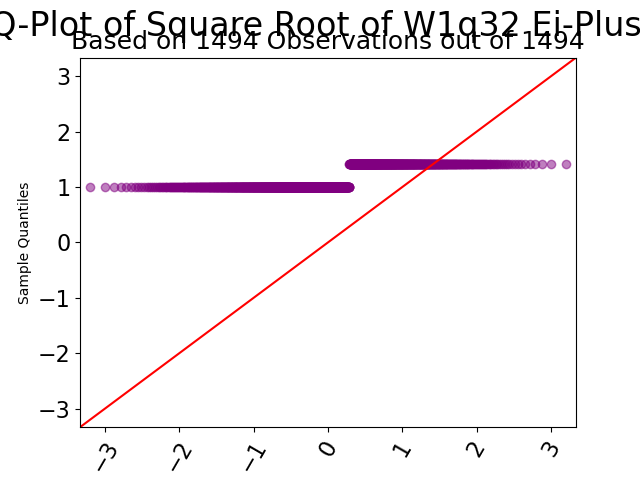 Q-Plot of Square Root of W1q32 Ei-Plus
Based on 1494 Observations out of 1494
3
2
1
0
−1
−2
−3
Sample Quantiles
−3 −2 −1 0 1 2 3